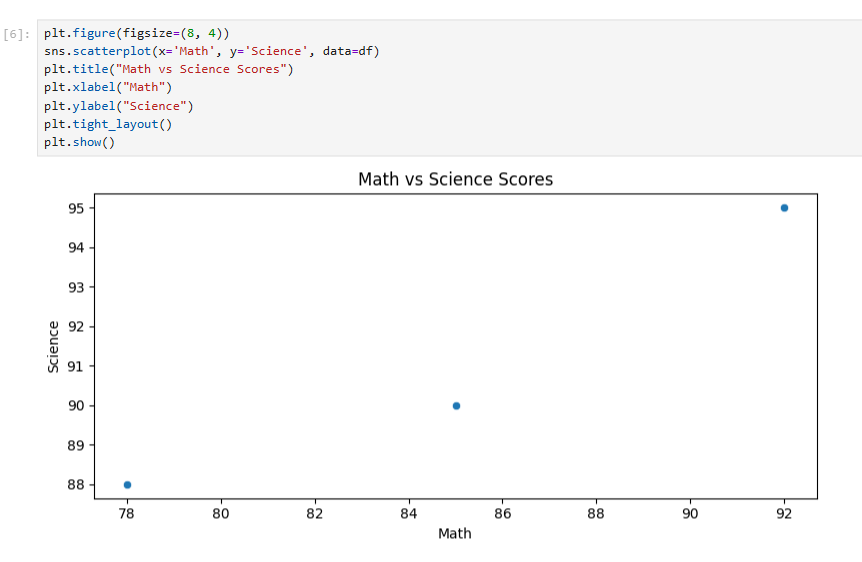 [6]:
plt.figure(figsize=(8, 4))
sns.scatterplot(x='Math', y='Science', data=df)
plt.title("Math vs Science Scores")
plt.xlabel("Math")
plt.ylabel("Science")
plt.tight_layout()
plt.show()
Math vs Science Scores
95
94
93
92
91
90
89
88
Science
78 80 82 84 86 88 90 92
Math